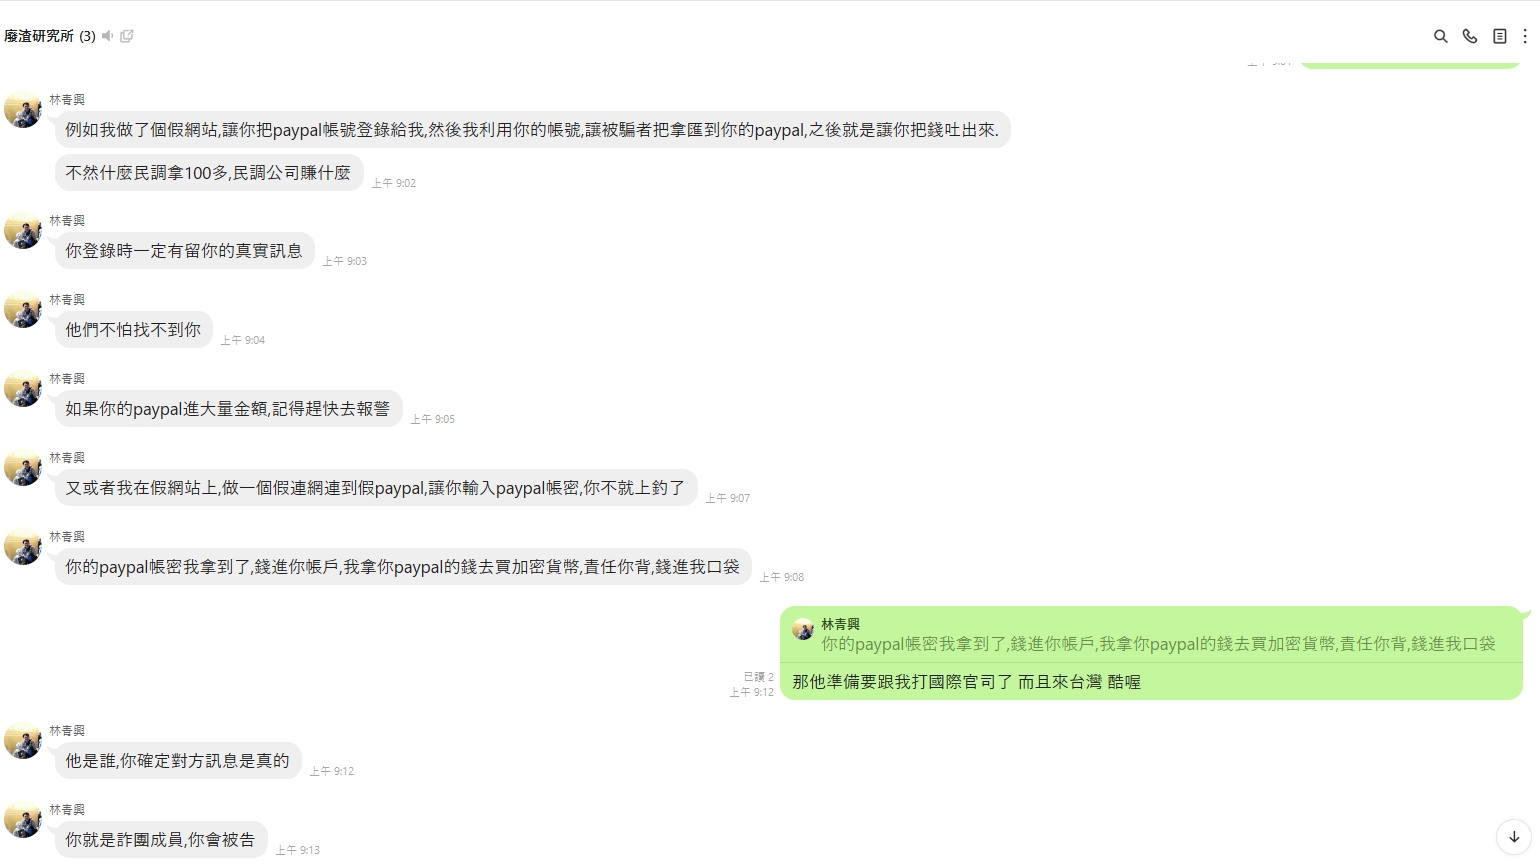 廢渣研究所 (3)
林青興
例如我做了個假網站,讓你把paypal帳號登錄給我,然後我利用你的帳號,讓被騙者把拿匯到你的paypal,之後就是讓你把錢吐出來.
不然什麼民調拿100多,民調公司賺什麼
上午 9:02
林青興
你登錄時一定有留你的真實訊息
上午 9:03
林青興
他們不怕找不到你
上午 9:04
林青興
如果你的paypal進大量金額,記得趕快去報警
上午 9:05
林青興
又或者我在假網站上,做一個假連網連到假paypal,讓你輸入paypal帳密,你不就上釣了
上午 9:07
林青興
你的paypal帳密我拿到了,錢進你帳戶,我拿你paypal的錢去買加密貨幣,責任你背,錢進我口袋
上午 9:08
林青興
你的paypal帳密我拿到了,錢進你帳戶,我拿你paypal的錢去買加密貨幣,責任你背,錢進我口袋
那他準備要跟我打國際官司了 而且來台灣 酷喔
已讀 2
上午 9:12
林青興
他是誰,你確定對方訊息是真的
上午 9:12
林青興
你就是詐團成員,你會被告
上午 9:13